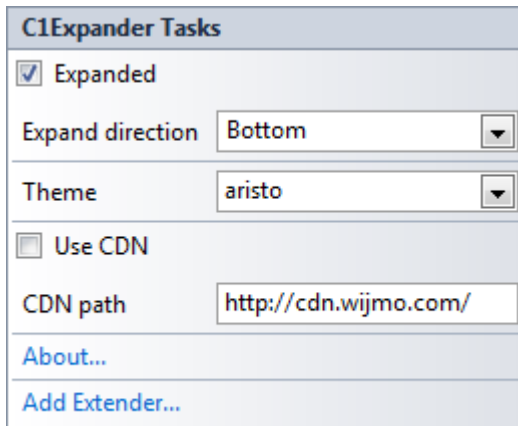 C1Expander Tasks
Expanded
Expand direction Bottom
Theme aristo
Use CDN
CDN path http://cdn.wijmo.com/
About...
Add Extender...